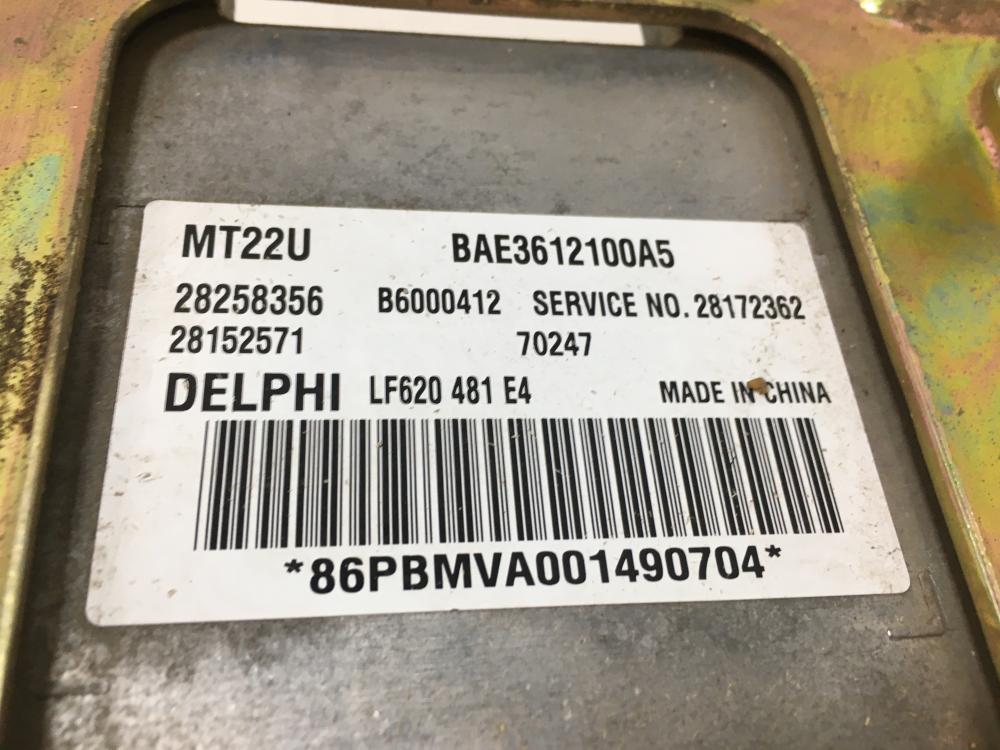 MT22U BAE3612100A5
28258356 B6000412 SERVICE NO. 28172362
28152571 70247
DELPHI LF620 481 E4 MADE IN CHINA
*86PBMVA001490704*